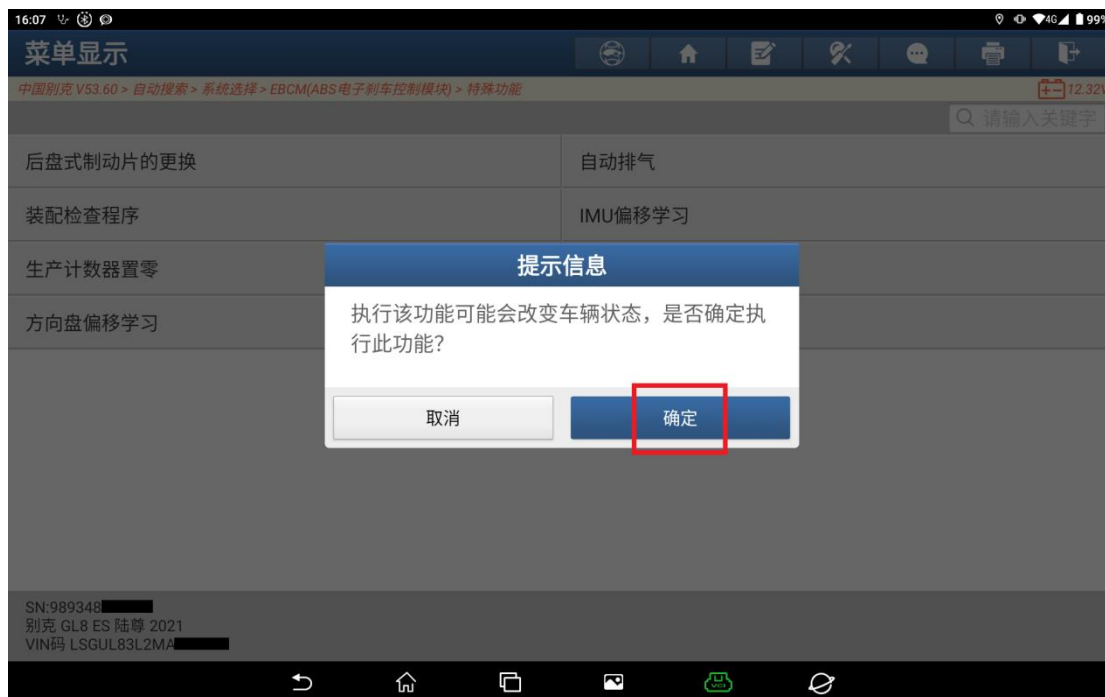 16:07
4G 99%
菜单显示
中国别克 V53.60 > 自动搜索 > 系统选择 > EBCM(ABS电子刹车控制模块) > 特殊功能
12.32V
请输入关键字
后盘式制动片的更换
自动排气
装配检查程序
IMU偏移学习
生产计数器置零
方向盘偏移学习
提示信息
执行该功能可能会改变车辆状态，是否确定执
行此功能？
取消
确定
SN:989348
别克 GL8 ES 陆尊 2021
VIN码 LSGUL83L2MA
VCI